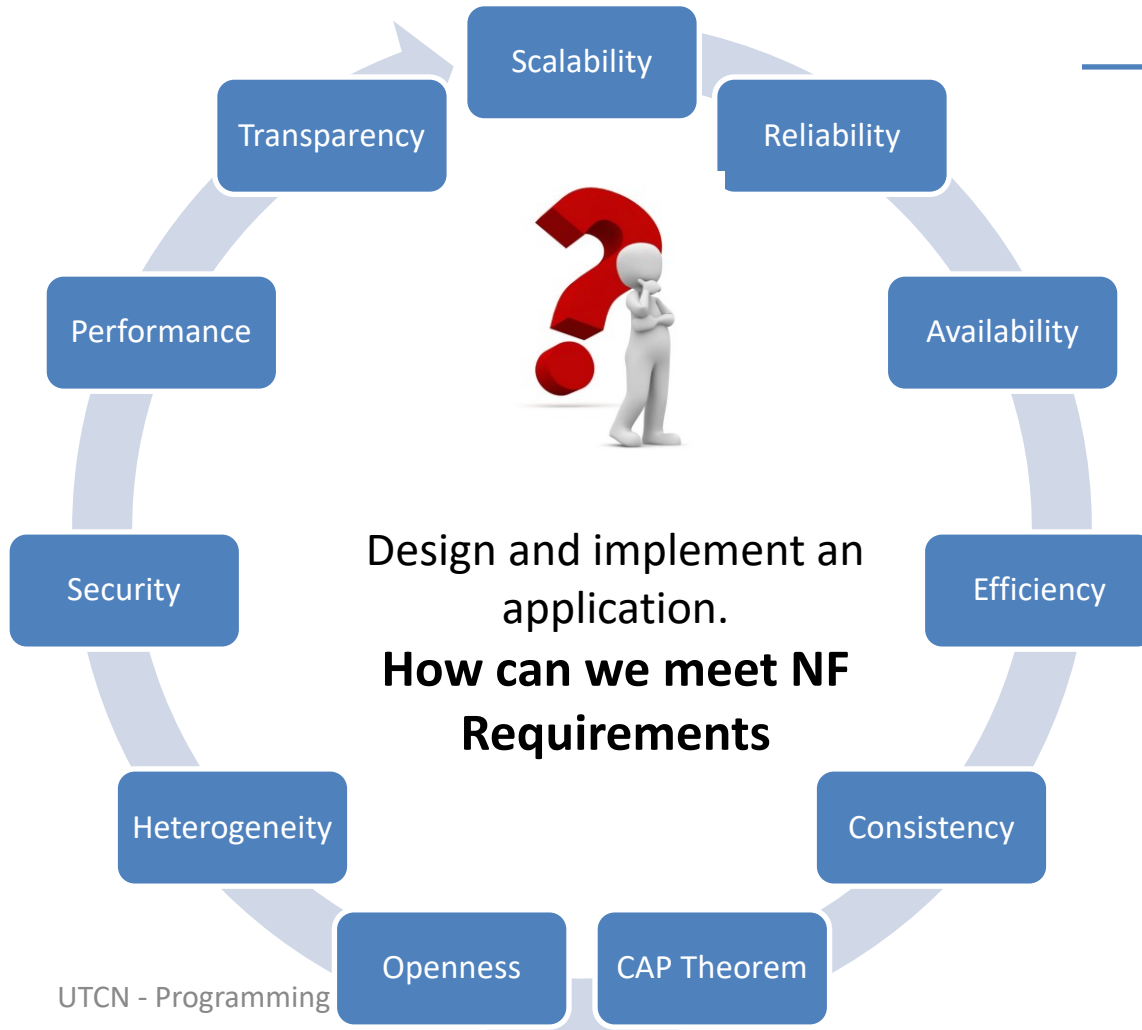 Scalability
Reliability
Availability
Efficiency
Consistency
CAP Theorem
Openness
Heterogeneity
Security
Performance
Transparency
Design and implement an
application.
How can we meet NF
Requirements
UTCN - Programming